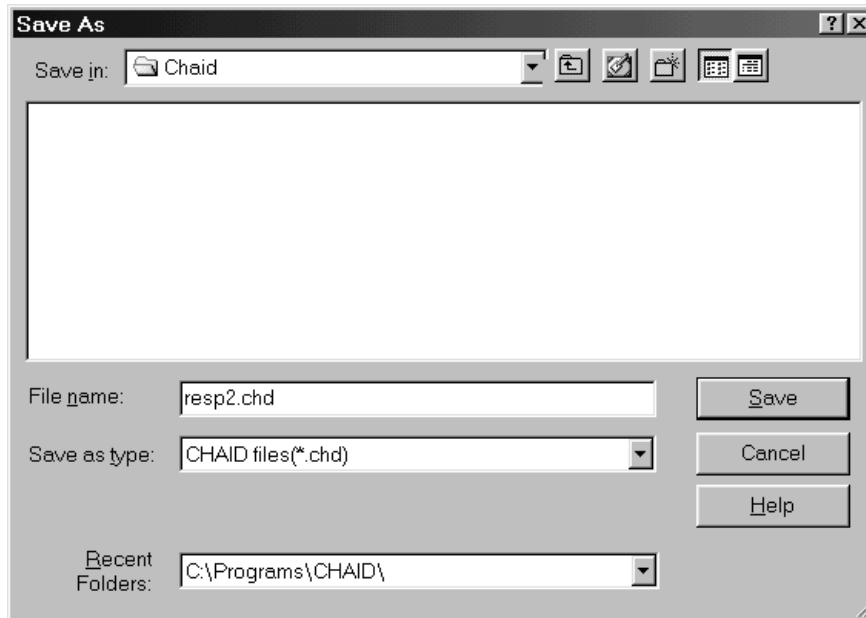 Save As
Save in: Chaid
File name: resp2.chd
Save
Save as type: CHAID files(*.chd)
Cancel
Help
Recent
Folders: C:\Programs\CHAID\